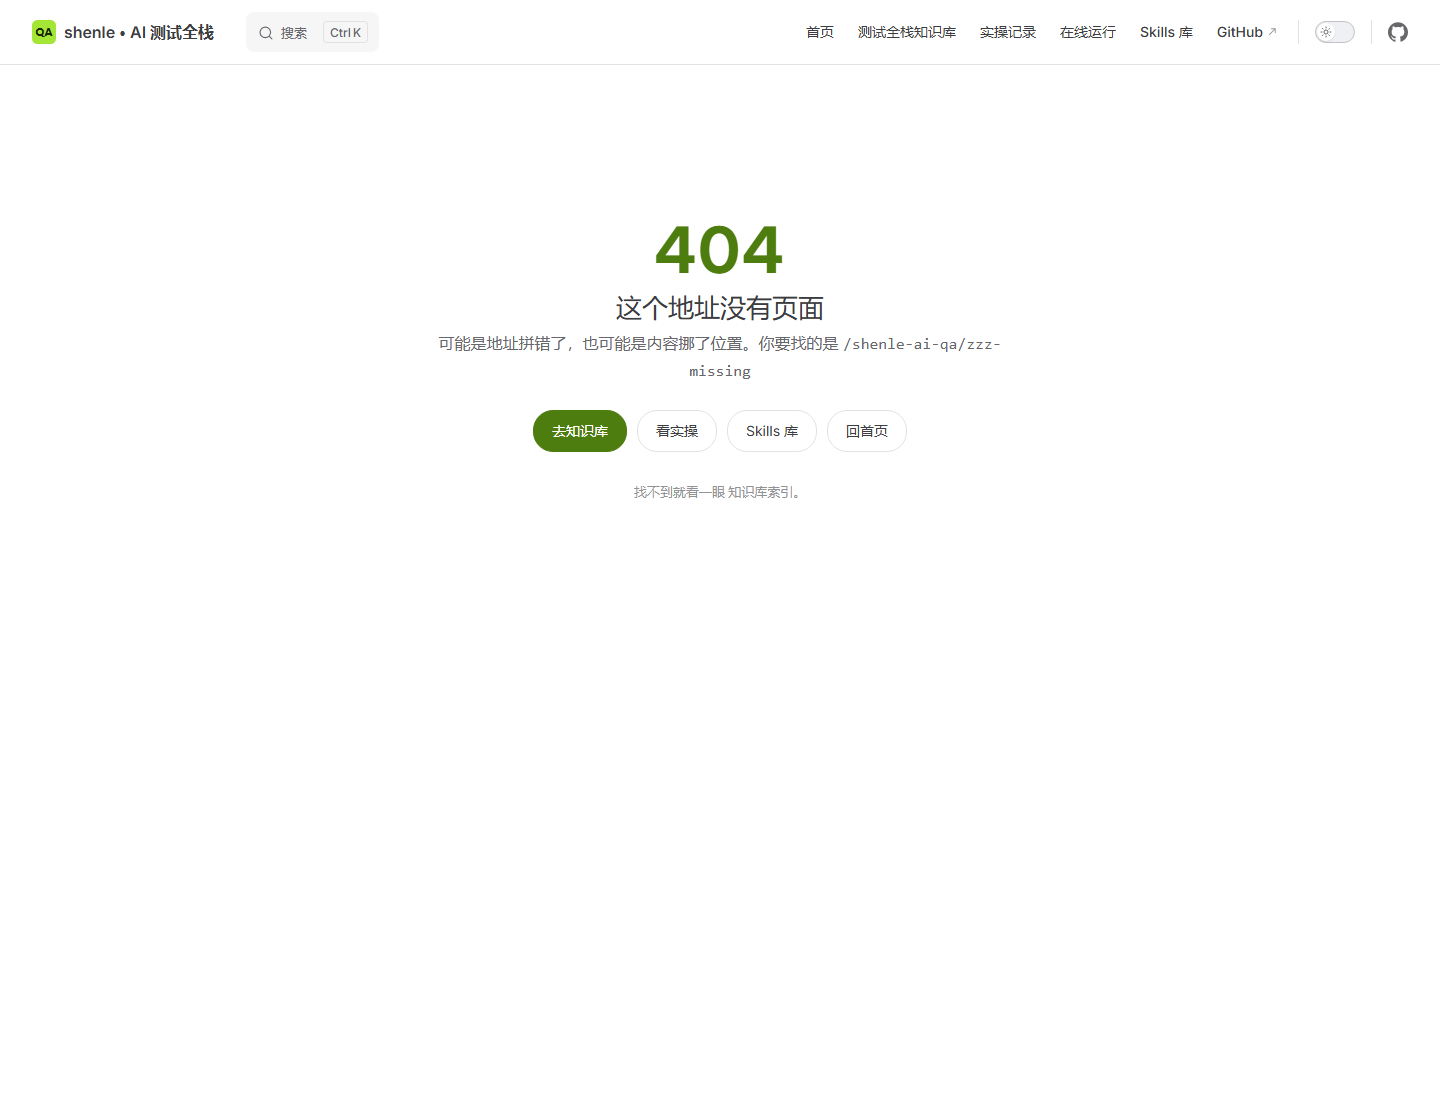 QA shenle • AI 测试全栈 搜索 Ctrl K 首页 测试全栈知识库 实操记录 在线运行 Skills 库 GitHub
404
这个地址没有页面
可能是地址拼错了，也可能是内容挪了位置。你要找的是 /shenle-ai-qa/zzz-
missing
去知识库 看实操 Skills 库 回首页
找不到就看一眼 知识库索引。